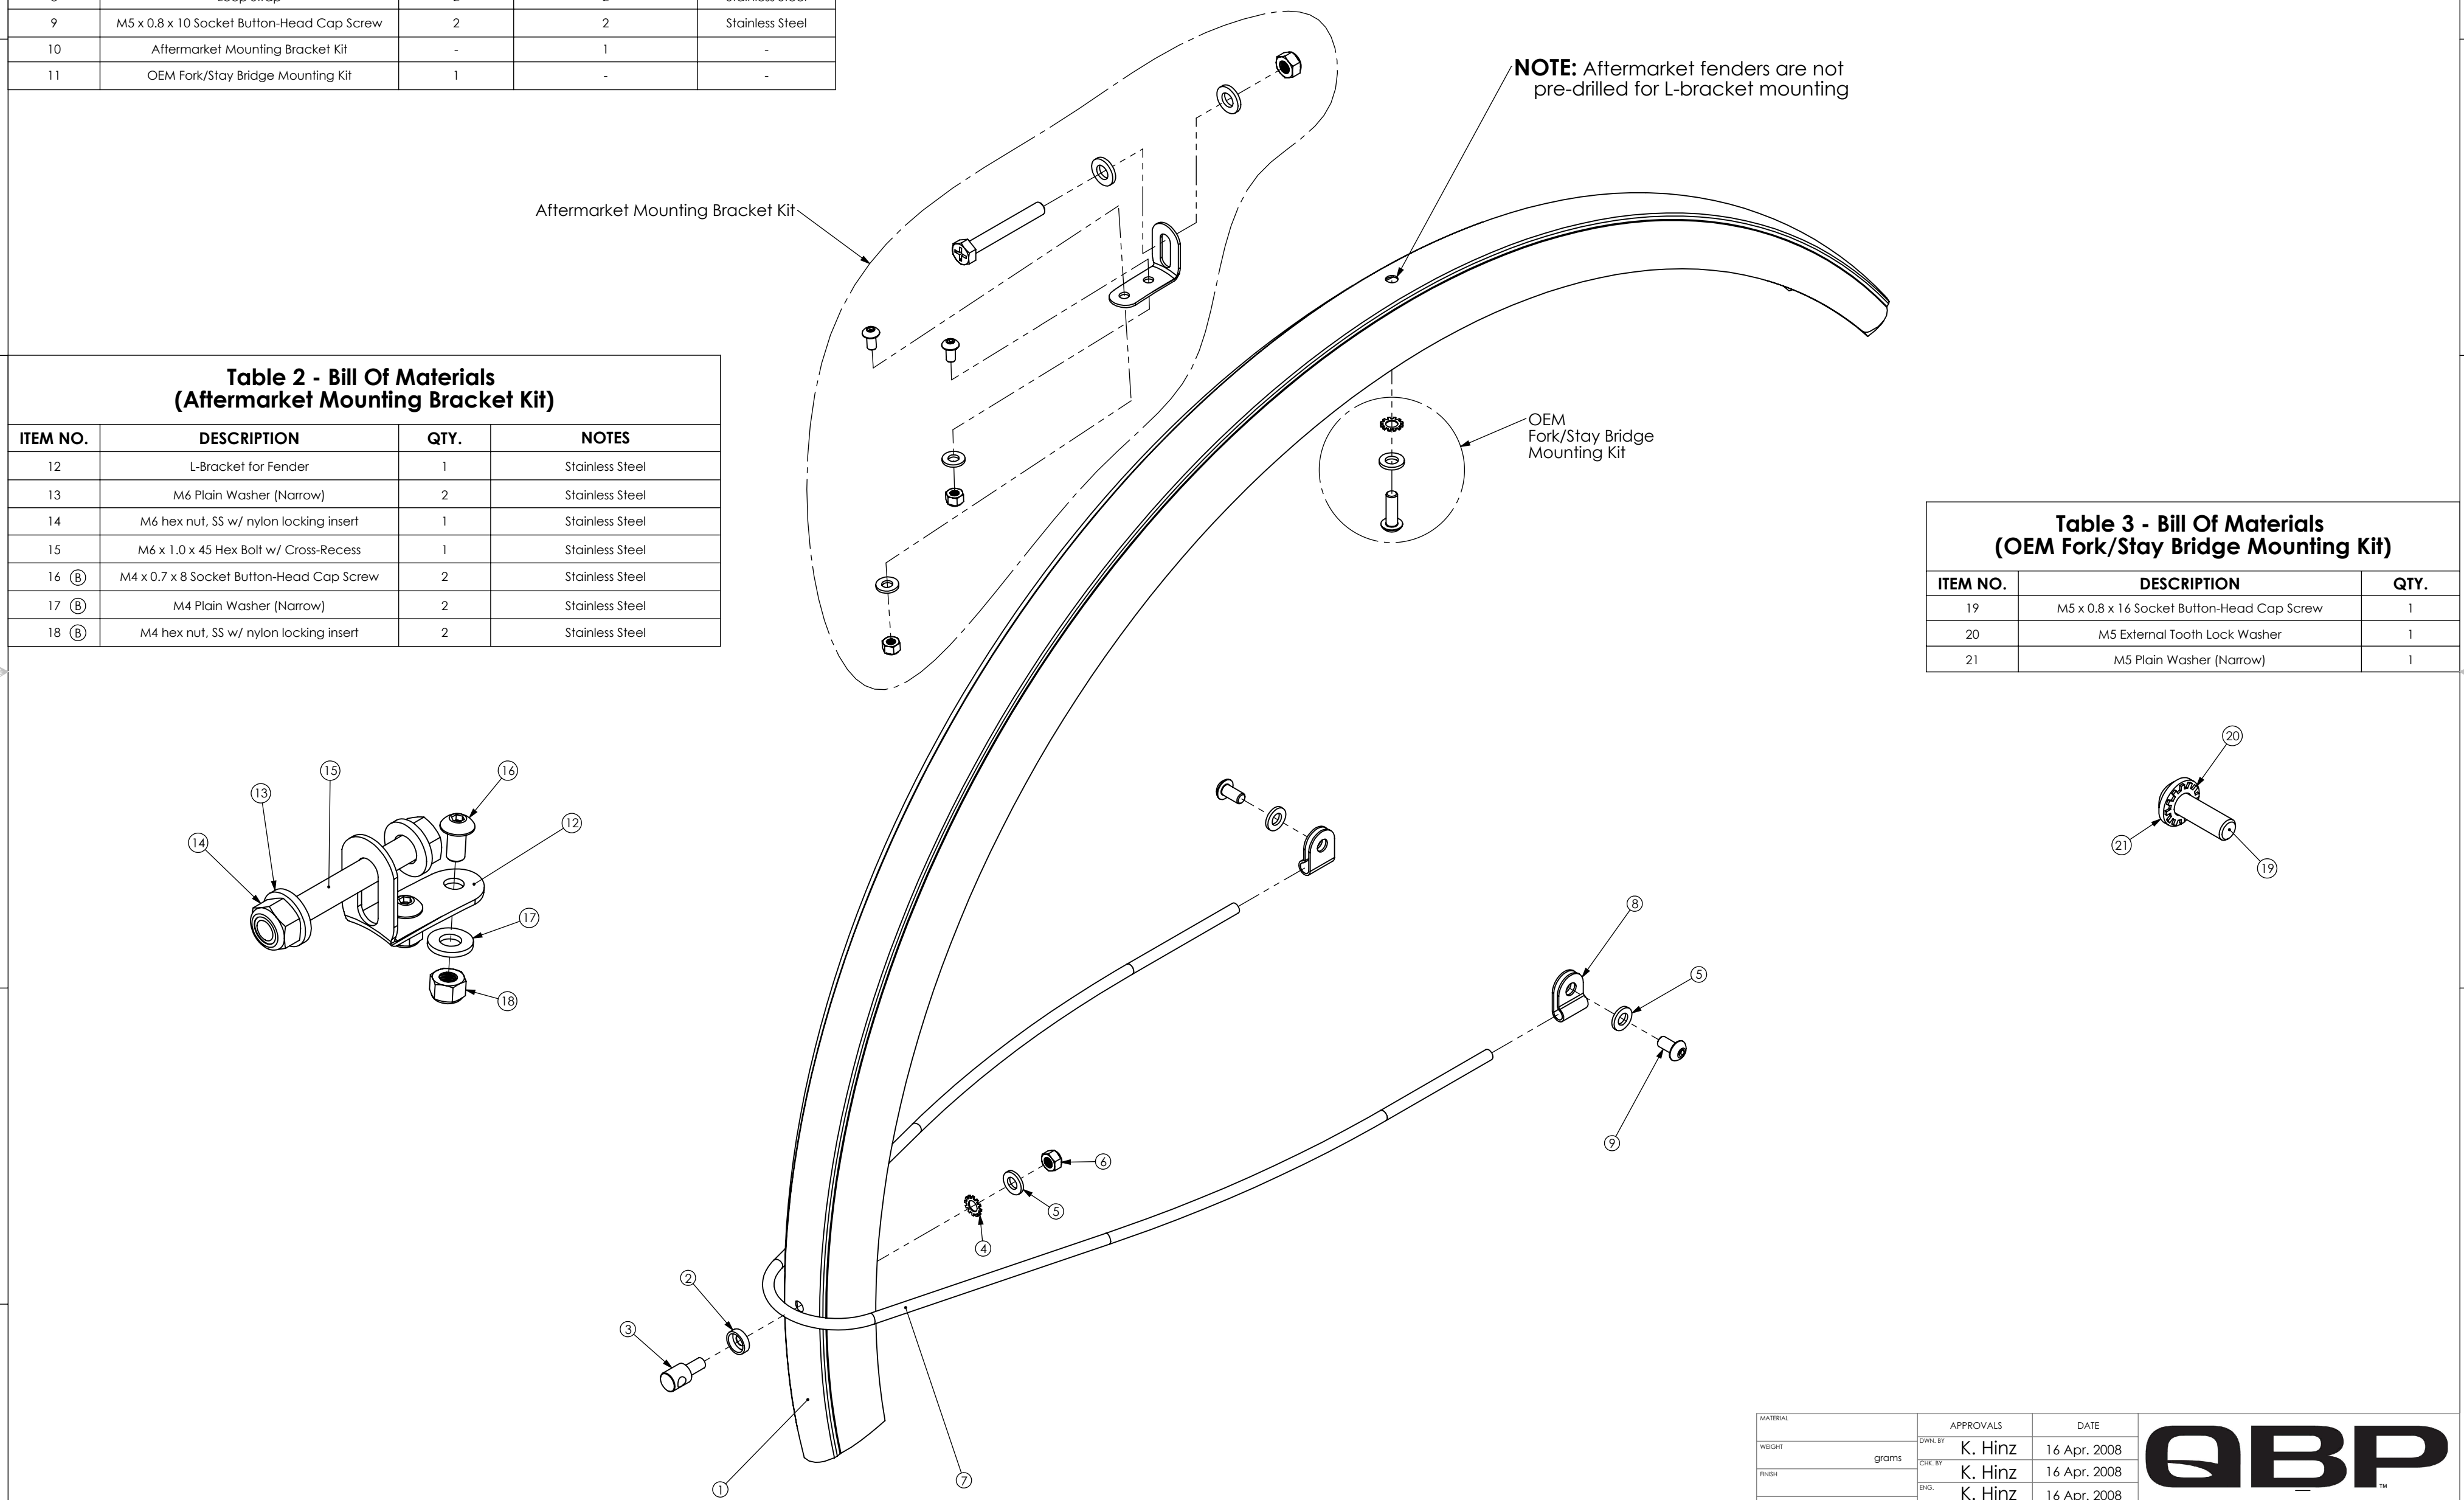 8 Loop Strap 2 2 Stainless Steel
9 M5 x 0.8 x 10 Socket Button-Head Cap Screw 2 2 Stainless Steel
10 Aftermarket Mounting Bracket Kit - 1 -
11 OEM Fork/Stay Bridge Mounting Kit 1 - -
NOTE: Aftermarket fenders are not
pre-drilled for L-bracket mounting
Aftermarket Mounting Bracket Kit
Table 2 - Bill Of Materials
(Aftermarket Mounting Bracket Kit)
ITEM NO. DESCRIPTION QTY. NOTES
12 L-Bracket for Fender 1 Stainless Steel
13 M6 Plain Washer (Narrow) 2 Stainless Steel
14 M6 hex nut, SS w/ nylon locking insert 1 Stainless Steel
15 M6 x 1.0 x 45 Hex Bolt w/ Cross-Recess 1 Stainless Steel
16 B M4 x 0.7 x 8 Socket Button-Head Cap Screw 2 Stainless Steel
17 B M4 Plain Washer (Narrow) 2 Stainless Steel
18 B M4 hex nut, SS w/ nylon locking insert 2 Stainless Steel
OEM
Fork/Stay Bridge
Mounting Kit
Table 3 - Bill Of Materials
(OEM Fork/Stay Bridge Mounting Kit)
ITEM NO. DESCRIPTION QTY.
19 M5 x 0.8 x 16 Socket Button-Head Cap Screw 1
20 M5 External Tooth Lock Washer 1
21 M5 Plain Washer (Narrow) 1
15
16
13
12
14
17
18
20
21
19
8
5
9
6
5
4
2
3
1
7
MATERIAL
WEIGHT
grams
FINISH
APPROVALS DATE
DWN. BY K. Hinz 16 Apr. 2008
CHK. BY K. Hinz 16 Apr. 2008
ENG. K. Hinz 16 Apr. 2008
QBP
TM